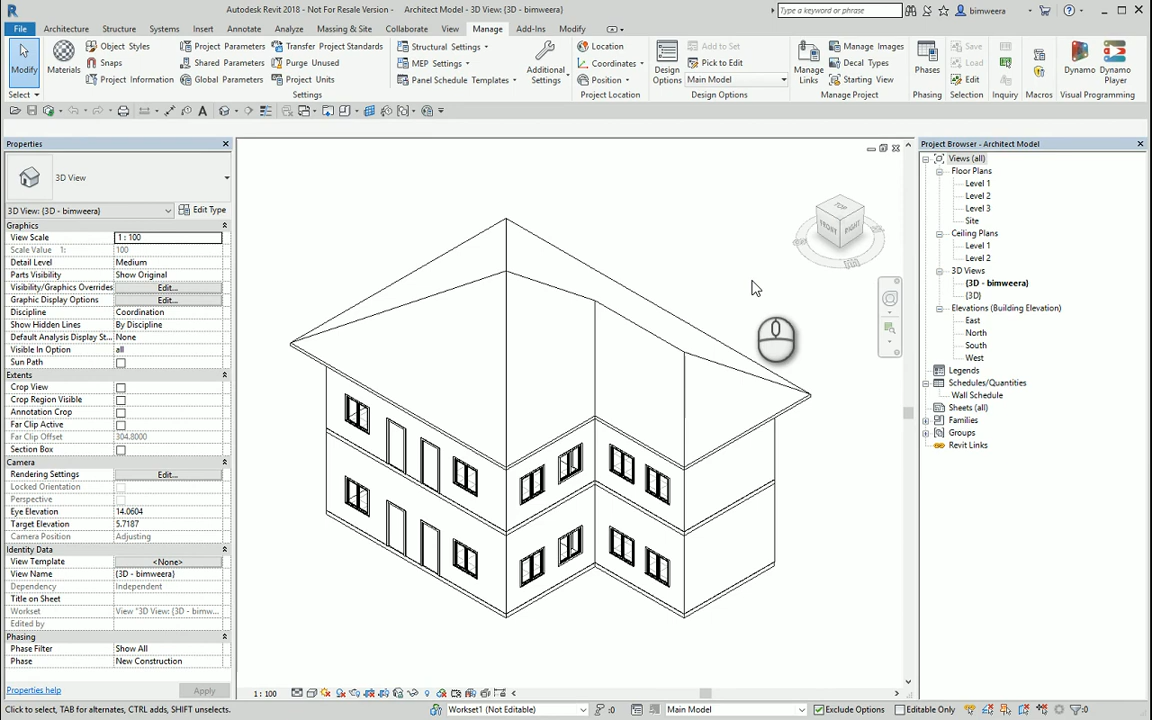 Autodesk Revit 2018 - Not For Resale Version - Architect Model - 3D View: {3D - bimweera}
Type a keyword or phrase
bimweera
File Architecture Structure Systems Insert Annotate Analyze Massing & Site Collaborate View Manage Add-Ins Modify
Modify
Select
Materials
Object Styles
Snaps
Project Information
Project Parameters
Shared Parameters
Global Parameters
Transfer Project Standards
Purge Unused
Project Units
Settings
Structural Settings
MEP Settings
Panel Schedule Templates
Additional Settings
Location
Coordinates
Position
Project Location
Design Options
Add to Set
Pick to Edit
Main Model
Design Options
Manage Links
Manage Images
Decal Types
Starting View
Manage Project
Phases
Phasing
Save
Load
Edit
Selection
Inquiry
Macros
Dynamo
Dynamo Player
Visual Programming
Properties
3D View
3D View: {3D - bimweera} Edit Type
Graphics
View Scale 1 : 100
Scale Value 1: 100
Detail Level Medium
Parts Visibility Show Original
Visibility/Graphics Overrides Edit...
Graphic Display Options Edit...
Discipline Coordination
Show Hidden Lines By Discipline
Default Analysis Display St... None
Visible In Option all
Sun Path
Extents
Crop View
Crop Region Visible
Annotation Crop
Far Clip Active
Far Clip Offset 304.8000
Section Box
Camera
Rendering Settings Edit...
Locked Orientation
Perspective
Eye Elevation 14.0604
Target Elevation 5.7187
Camera Position Adjusting
Identity Data
View Template <None>
View Name {3D - bimweera}
Dependency Independent
Title on Sheet
Workset View "3D View: {3D - bimw...
Edited by
Phasing
Phase Filter Show All
Phase New Construction
Properties help Apply
TOP
FRONT
RIGHT
Project Browser - Architect Model
Views (all)
Floor Plans
Level 1
Level 2
Level 3
Site
Ceiling Plans
Level 1
Level 2
3D Views
{3D - bimweera}
{3D}
Elevations (Building Elevation)
East
North
South
West
Legends
Schedules/Quantities
Wall Schedule
Sheets (all)
Families
Groups
Revit Links
1 : 100
Click to select, TAB for alternates, CTRL adds, SHIFT unselects.
Workset1 (Not Editable)
:0
Main Model
Exclude Options
Editable Only
:0